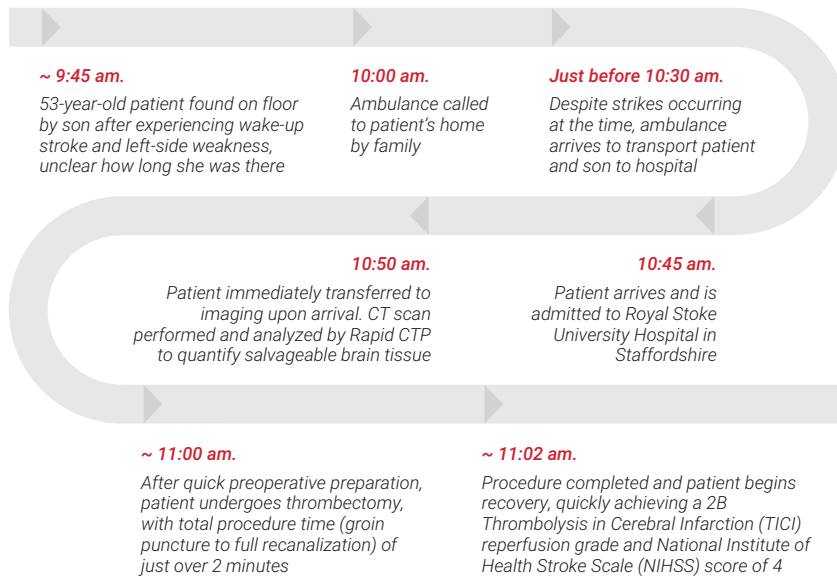 ~ 9:45 am.
53-year-old patient found on floor
by son after experiencing wake-up
stroke and left-side weakness,
unclear how long she was there
10:00 am.
Ambulance called
to patient's home
by family
Just before 10:30 am.
Despite strikes occurring
at the time, ambulance
arrives to transport patient
and son to hospital
10:45 am.
Patient arrives and is
admitted to Royal Stoke
University Hospital in
Staffordshire
10:50 am.
Patient immediately transferred to
imaging upon arrival. CT scan
performed and analyzed by Rapid CTP
to quantify salvageable brain tissue
~ 11:00 am.
After quick preoperative preparation,
patient undergoes thrombectomy,
with total procedure time (groin
puncture to full recanalization) of
just over 2 minutes
~ 11:02 am.
Procedure completed and patient begins
recovery, quickly achieving a 2B
Thrombolysis in Cerebral Infarction (TICI)
reperfusion grade and National Institute of
Health Stroke Scale (NIHSS) score of 4